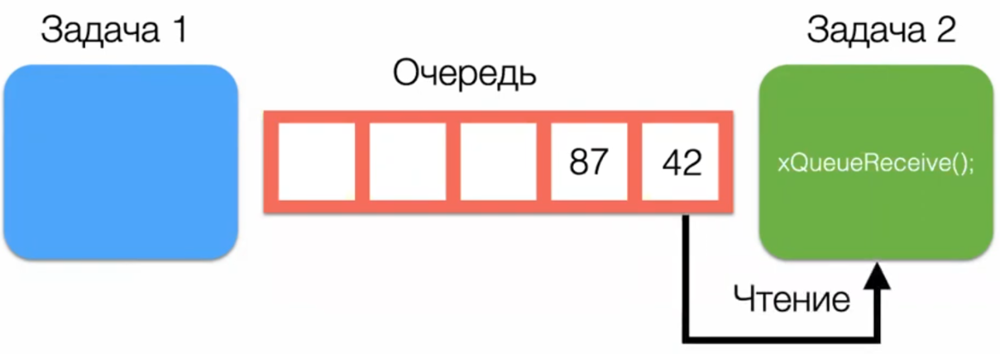 Задача 1
Задача 2
Очередь
87
42
xQueueReceive();
Чтение